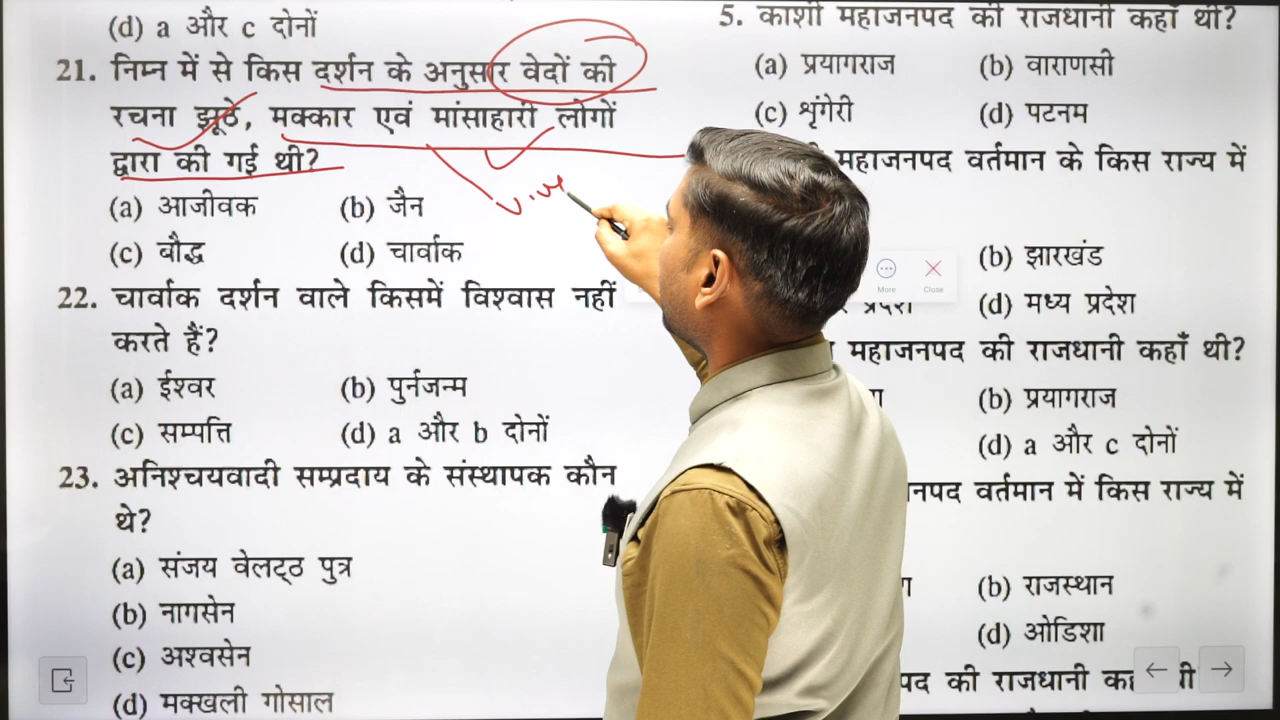 (d) a और c दोनों
21. निम्न में से किस दर्शन के अनुसार वेदों की
रचना झूठे, मक्कार एवं मांसाहारी लोगों
द्वारा की गई थी?
(a) आजीवक (b) जैन
(c) बौद्ध (d) चार्वाक
22. चार्वाक दर्शन वाले किसमें विश्वास नहीं
करते हैं?
(a) ईश्वर (b) पुर्नजन्म
(c) सम्पत्ति (d) a और b दोनों
23. अनिश्चयवादी सम्प्रदाय के संस्थापक कौन
थे?
(a) संजय वेलट्ठ पुत्र
(b) नागसेन
(c) अश्वसेन
(d) मक्खली गोसाल
5. काशी महाजनपद की राजधानी कहाँ थी?
(a) प्रयागराज (b) वाराणसी
(c) शृंगेरी (d) पटनम
महाजनपद वर्तमान के किस राज्य में
(b) झारखंड
More Close
प्रदेश (d) मध्य प्रदेश
महाजनपद की राजधानी कहाँ थी?
(b) प्रयागराज
(d) a और c दोनों
वर्तमान में किस राज्य में
(b) राजस्थान
(d) ओडिशा
की राजधानी